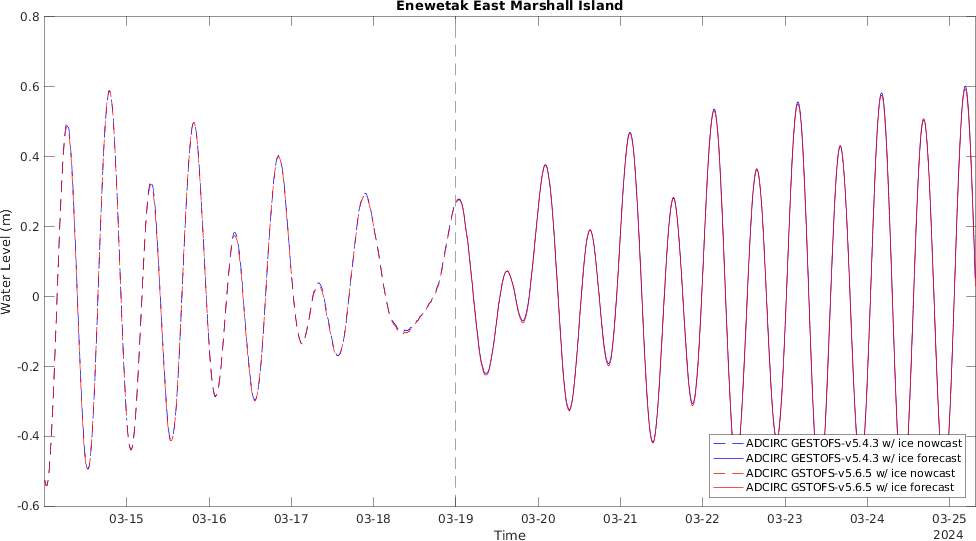 Enewetak East Marshall Island
0.8
0.6
0.4
0.2
0
-0.2
-0.4
-0.6
Water Level (m)
ADCIRC GESTOFS-v5.4.3 w/ ice nowcast
ADCIRC GESTOFS-v5.4.3 w/ ice forecast
ADCIRC GSTOFS-v5.6.5 w/ ice nowcast
ADCIRC GSTOFS-v5.6.5 w/ ice forecast
03-15 03-16 03-17 03-18 03-19 03-20 03-21 03-22 03-23 03-24 03-25
Time 2024